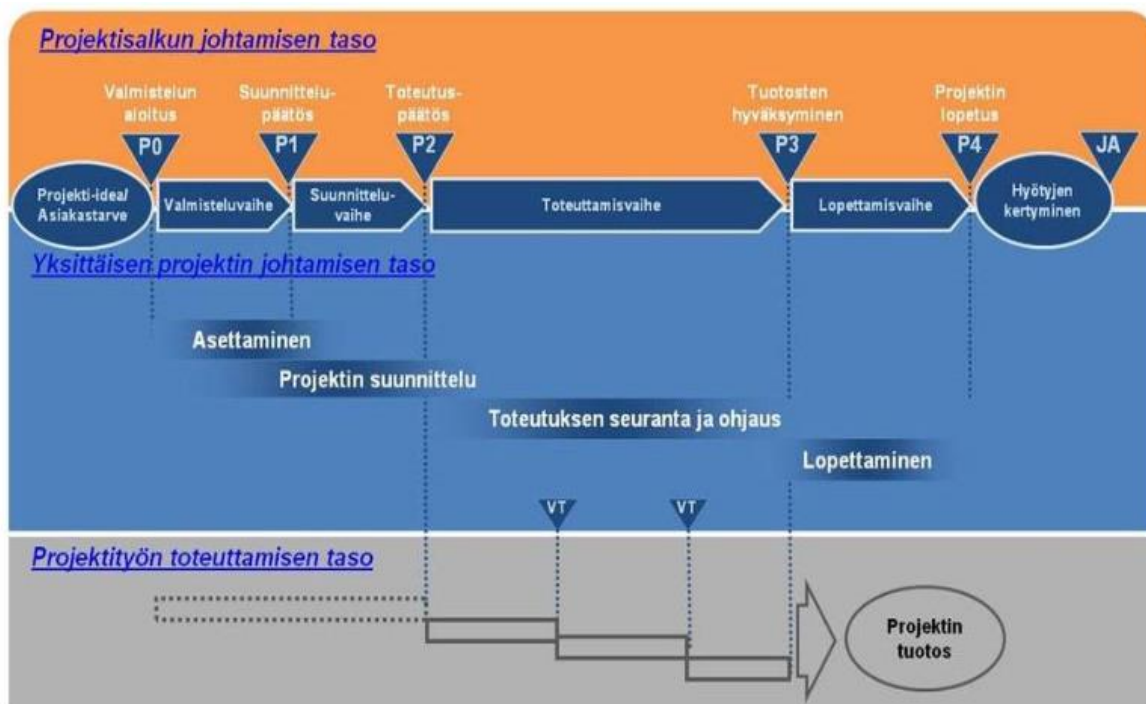 Projektisalkun johtamisen taso
Valmistelun
aloitus
Suunnittelu-
päätös
Toteutus-
päätös
Tuotosten
hyväksyminen
Projektin
lopetus
P0
P1
P2
P3
P4
JA
Projekti-idea/
Asiakastarve
Valmisteluvaihe
Suunnittelu-
vaihe
Toteuttamisvaihe
Lopettamisvaihe
Hyötyjen
kertyminen
Yksittäisen projektin johtamisen taso
Asettaminen
Projektin suunnittelu
Toteutuksen seuranta ja ohjaus
Lopettaminen
VT
VT
Projektityön toteuttamisen taso
Projektin
tuotos